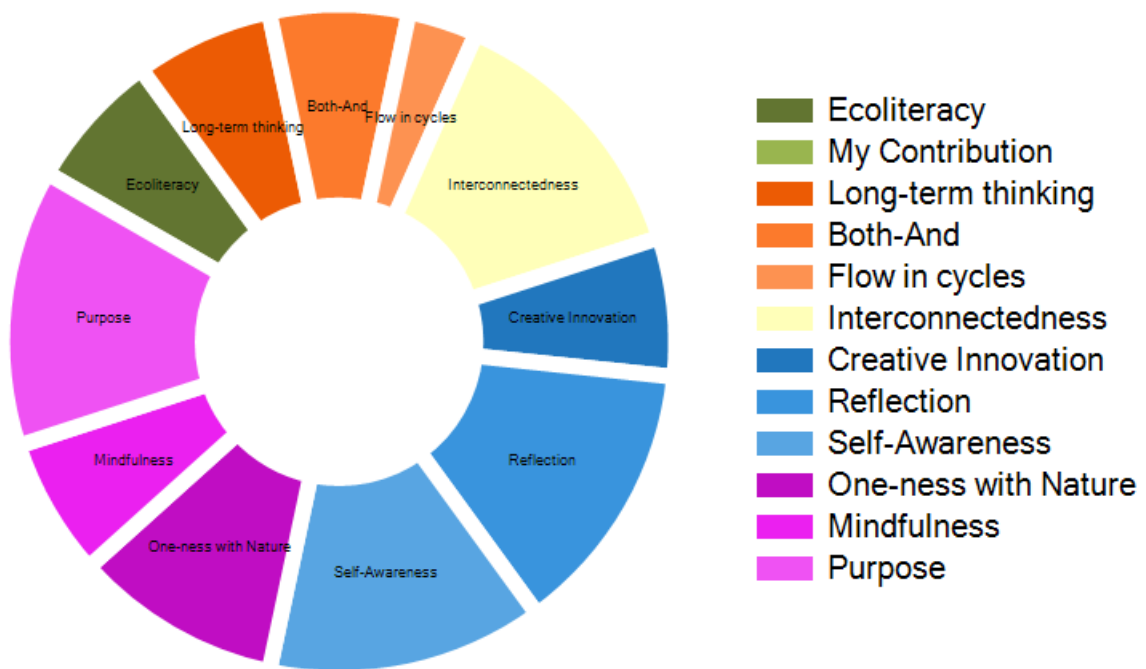 Both-And
Flow in cycles
Long-term thinking
Ecoliteracy
Interconnectedness
Purpose
Creative Innovation
Mindfulness
Reflection
One-ness with Nature
Self-Awareness
Ecoliteracy
My Contribution
Long-term thinking
Both-And
Flow in cycles
Interconnectedness
Creative Innovation
Reflection
Self-Awareness
One-ness with Nature
Mindfulness
Purpose